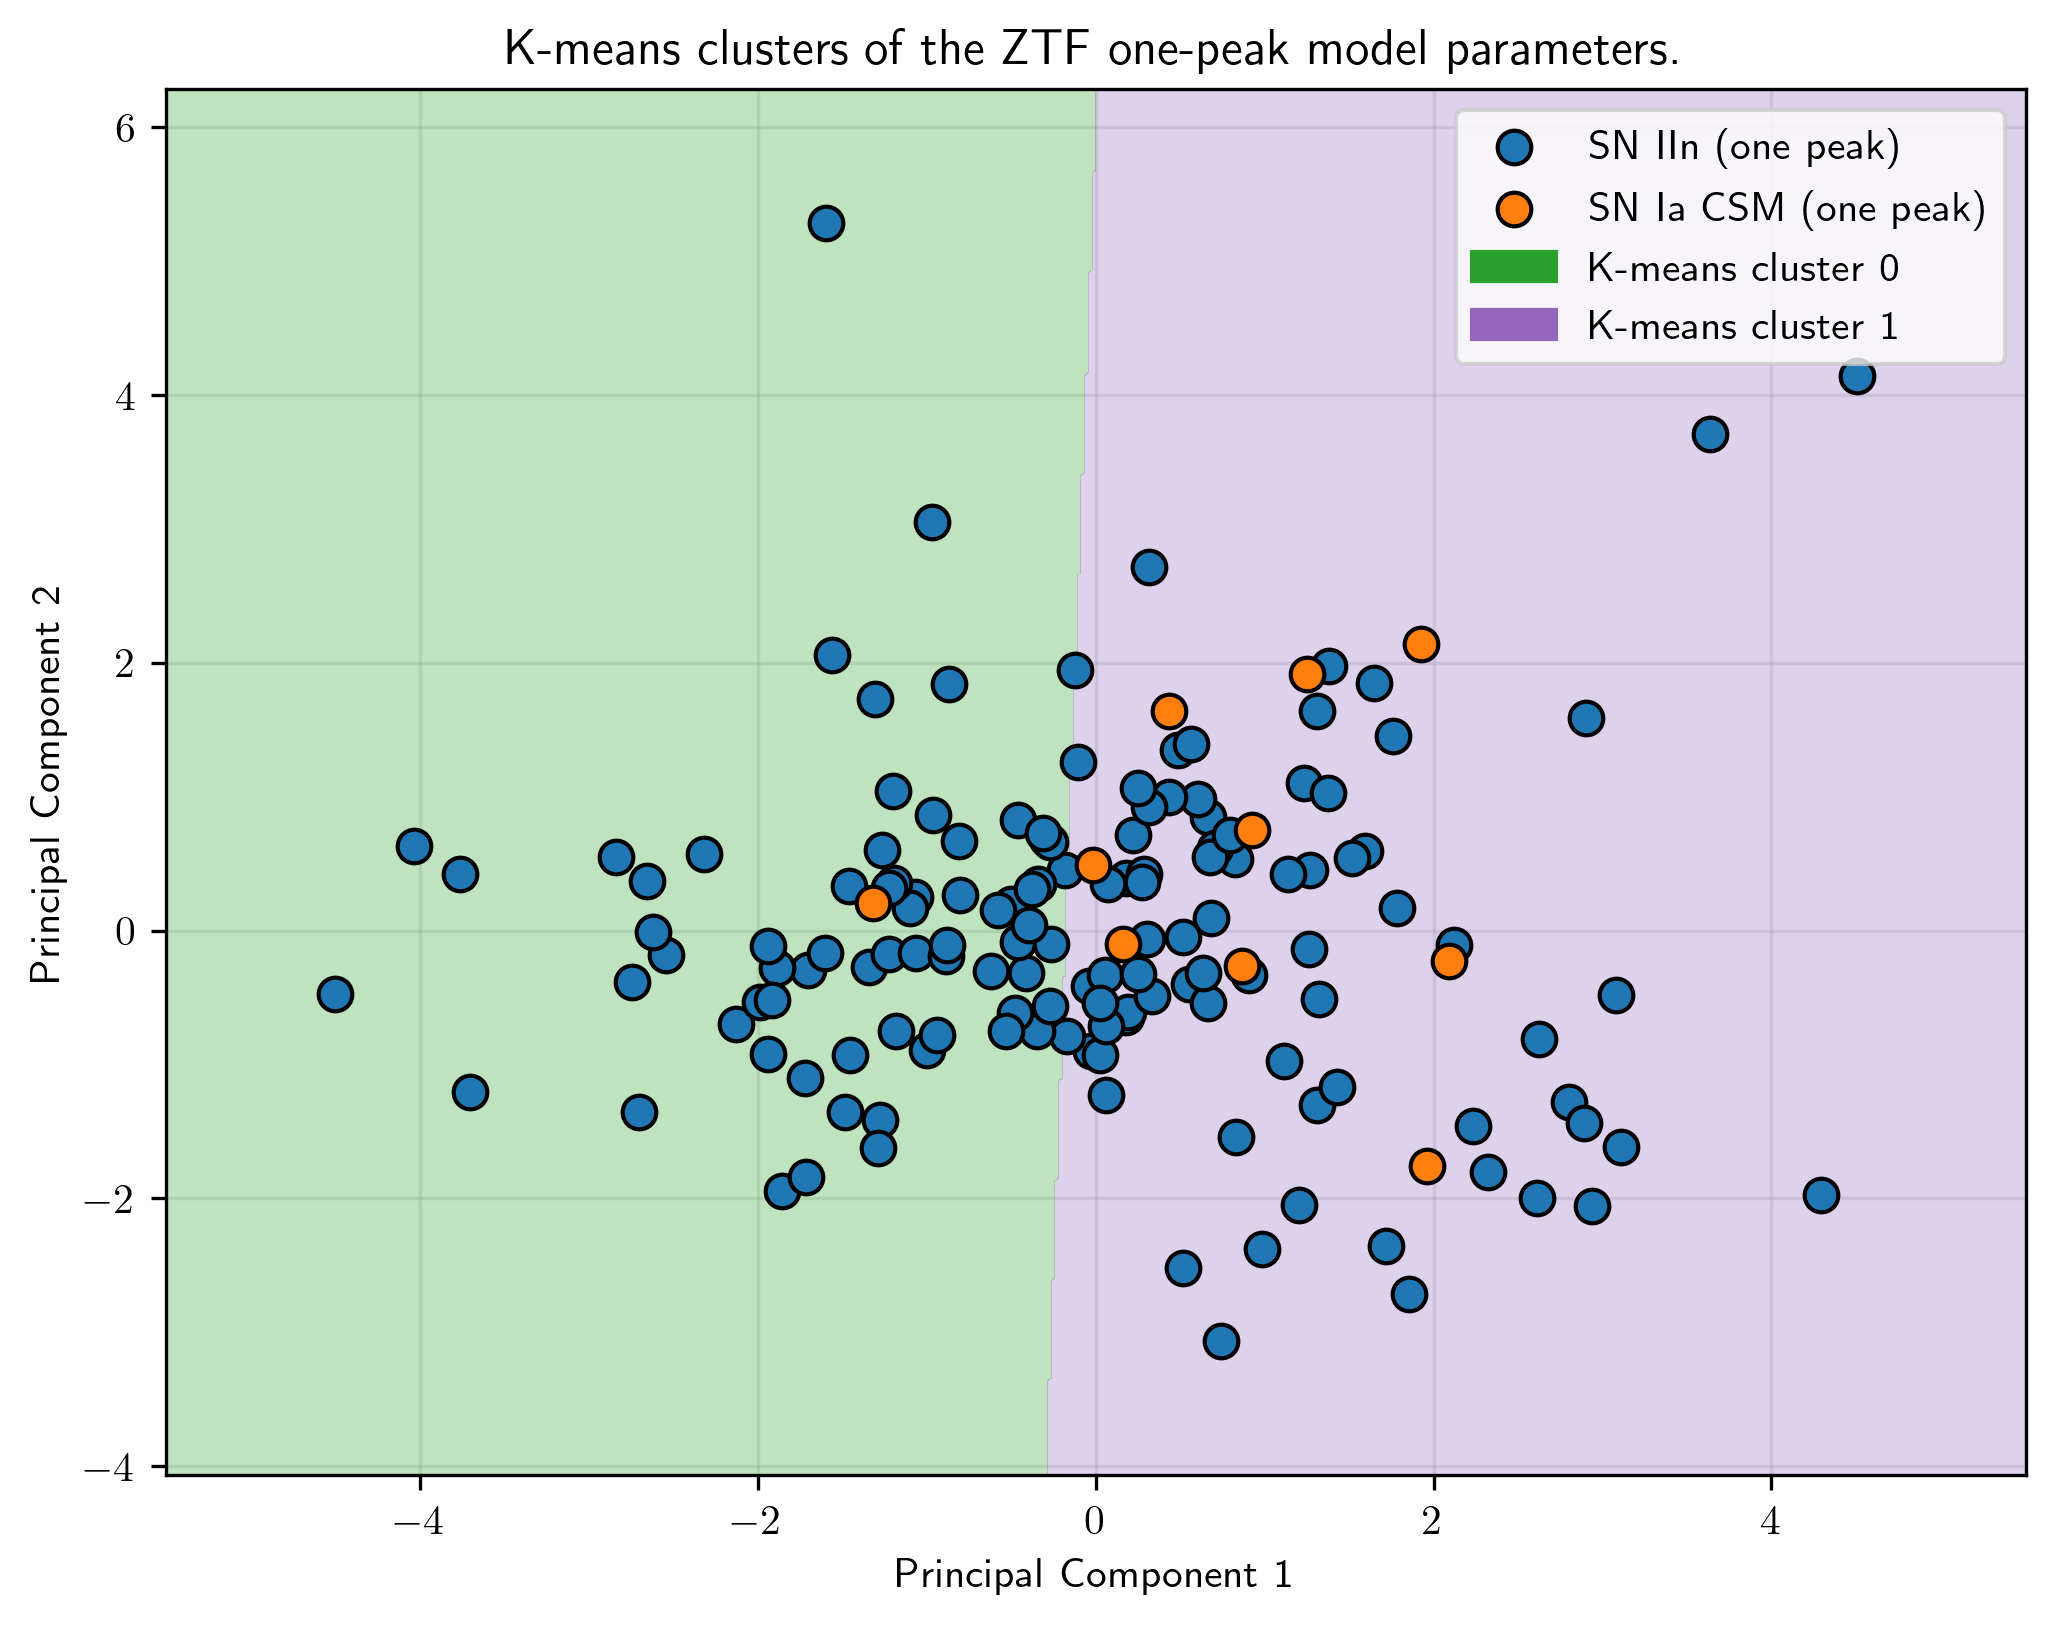 K-means clusters of the ZTF one-peak model parameters.
SN IIn (one peak)
SN Ia CSM (one peak)
K-means cluster 0
K-means cluster 1
Principal Component 2
6
4
2
0
−2
−4
−4
−2
0
2
4
Principal Component 1